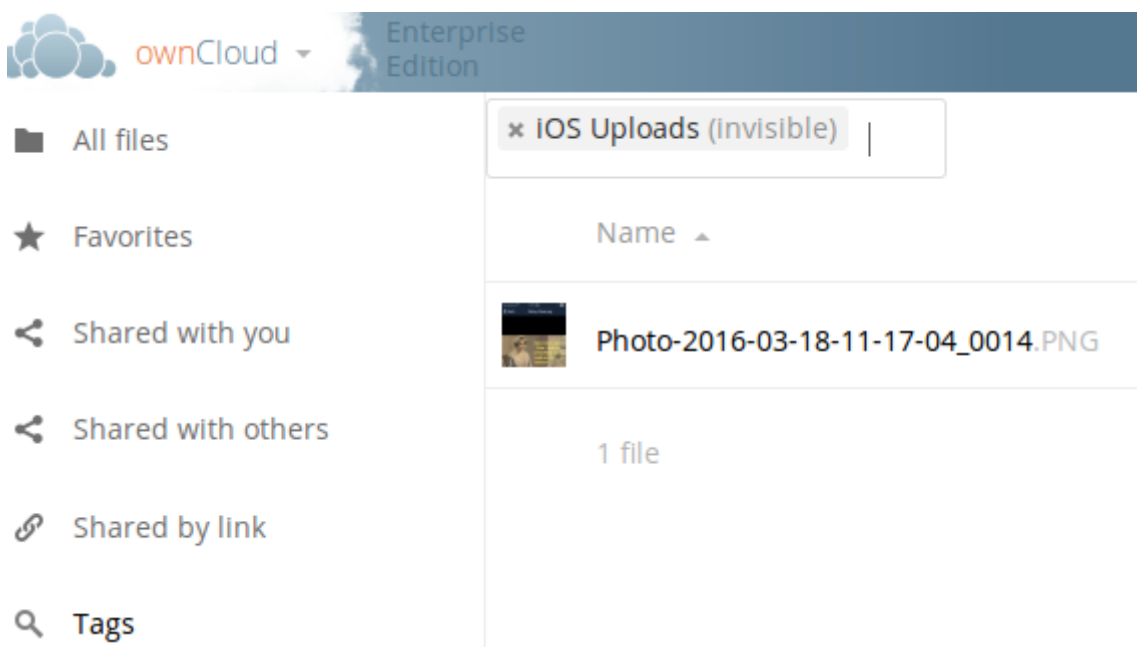 ownCloud
Enterprise
Edition
All files
Favorites
Shared with you
Shared with others
Shared by link
Tags
× iOS Uploads (invisible)
Name
Photo-2016-03-18-11-17-04_0014.PNG
1 file